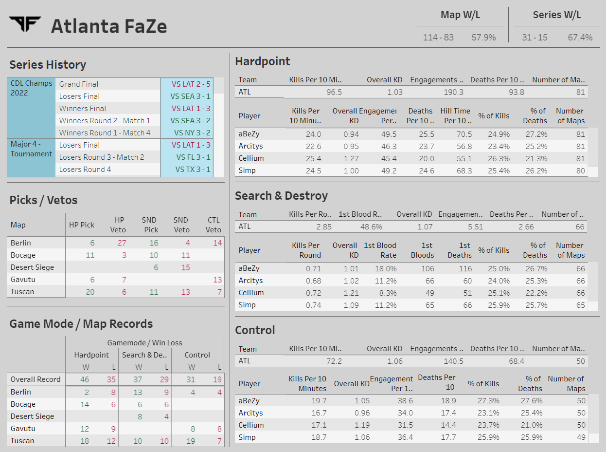 Atlanta FaZe
Map W/L Series W/L
114 - 83 57.9% 31 - 15 67.4%
Series History
CDL Champs 2022 Grand Final VS LAT 2 - 5
Losers Final VS SEA 3 - 1
Winners Final VS LAT 1 - 3
Winners Round 2 - Match 1 VS SEA 3 - 2
Winners Round 1 - Match 4 VS NY 3 - 2
Major 4 - Tournament Losers Final VS LAT 1 - 3
Losers Round 3 - Match 2 VS FL 3 - 1
Losers Round 4 VS TX 3 - 1
Picks / Vetos
Map HP Pick HP Veto SND Pick SND Veto CTL Veto
Berlin 6 27 16 4 14
Bocage 11 3 10 11
Desert Siege 6 15
Gavutu 6 7 13
Tuscan 20 6 11 13 7
Game Mode / Map Records
Gamemode / Win Loss
Hardpoint Search & De.. Control
W L W L W L
Overall Record 46 35 37 29 31 19
Berlin 2 8 13 9 4 4
Bocage 14 6 6 6
Desert Siege 8 4
Gavutu 12 9 8 8
Tuscan 18 12 10 10 19 7
Hardpoint
Team Kills Per 10 Mi.. Overall KD Engagements .. Deaths Per 10 .. Number of Ma..
ATL 96.5 1.03 190.3 93.8 81
Player Kills Per 10 Minu.. Overall KD Engagemen Per.. Deaths Per.. Hill Time Per 10 .. % of Kills % of Deaths Number of Maps
aBeZy 24.0 0.94 49.5 25.5 70.5 24.9% 27.2% 81
Arcitys 22.6 0.95 46.3 23.7 56.8 23.4% 25.2% 81
Cellium 25.4 1.27 45.4 20.0 55.1 26.3% 21.3% 81
Simp 24.5 1.00 49.2 24.6 68.3 25.4% 26.2% 80
Search & Destroy
Team Kills Per Ro.. 1st Blood R.. Overall KD Engagemen.. Deaths Per .. Number of ..
ATL 2.85 48.6% 1.07 5.51 2.66 66
Player Kills Per Round Overall KD 1st Blood Rate 1st Bloods 1st Deaths % of Kills % of Deaths Number of Maps
aBeZy 0.71 1.01 18.0% 106 116 25.0% 26.7% 66
Arcitys 0.68 1.02 11.2% 66 60 24.0% 25.3% 66
Cellium 0.72 1.21 8.3% 49 51 25.1% 22.2% 66
Simp 0.74 1.09 11.2% 65 66 25.9% 25.7% 65
Control
Team Kills Per 10 Mi.. Overall KD Engagements .. Deaths Per 10 .. Number of Ma..
ATL 72.2 1.06 140.5 68.4 50
Player Kills Per 10 Minutes Overall KD Engagement Per 1.. Deaths Per 10 % of Kills % of Deaths Number of Maps
aBeZy 19.7 1.05 38.6 18.9 27.3% 27.6% 50
Arcitys 16.7 0.96 34.0 17.4 23.1% 25.4% 50
Cellium 17.1 1.19 31.5 14.4 23.7% 21.0% 50
Simp 18.7 1.06 36.4 17.7 25.9% 25.9% 49